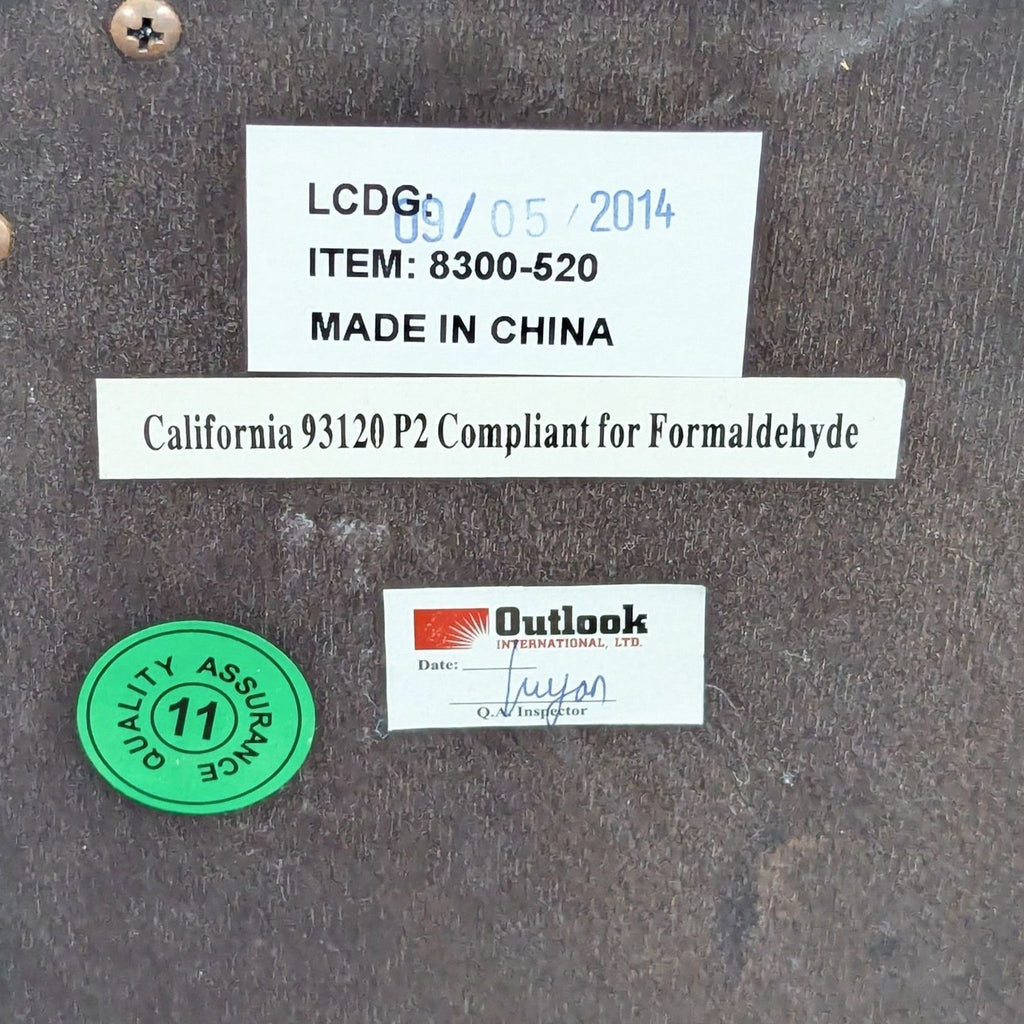 LCDG: 09/05/2014
ITEM: 8300-520
MADE IN CHINA
California 93120 P2 Compliant for Formaldehyde
Outlook
INTERNATIONAL, LTD.
Date:
Q.A. Inspector
QUALITY ASSURANCE
11